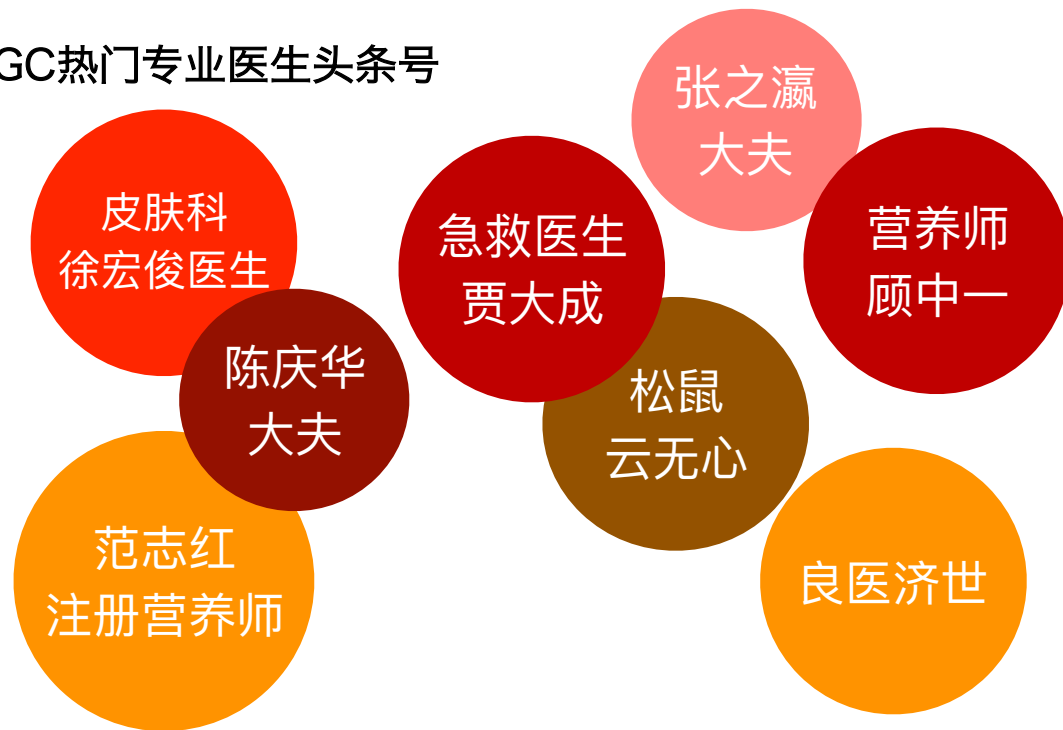 GC热门专业医生头条号
张之瀛
大夫
皮肤科
徐宏俊医生
急救医生
贾大成
营养师
顾中一
陈庆华
大夫
松鼠
云无心
范志红
注册营养师
良医济世